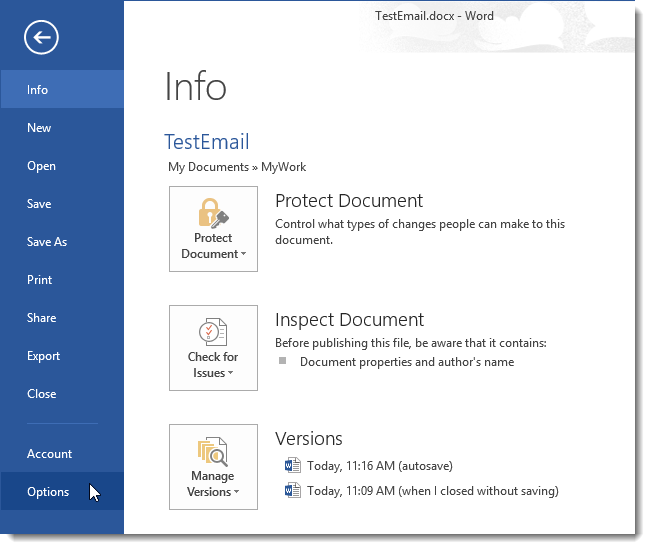 TestEmail.docx - Word
Info
New
Open
Save
Save As
Print
Share
Export
Close
Account
Options
Info
TestEmail
My Documents » MyWork
Protect
Document
Protect Document
Control what types of changes people can make to this
document.
Check for
Issues
Inspect Document
Before publishing this file, be aware that it contains:
Document properties and author's name
Manage
Versions
Versions
Today, 11:16 AM (autosave)
Today, 11:09 AM (when I closed without saving)